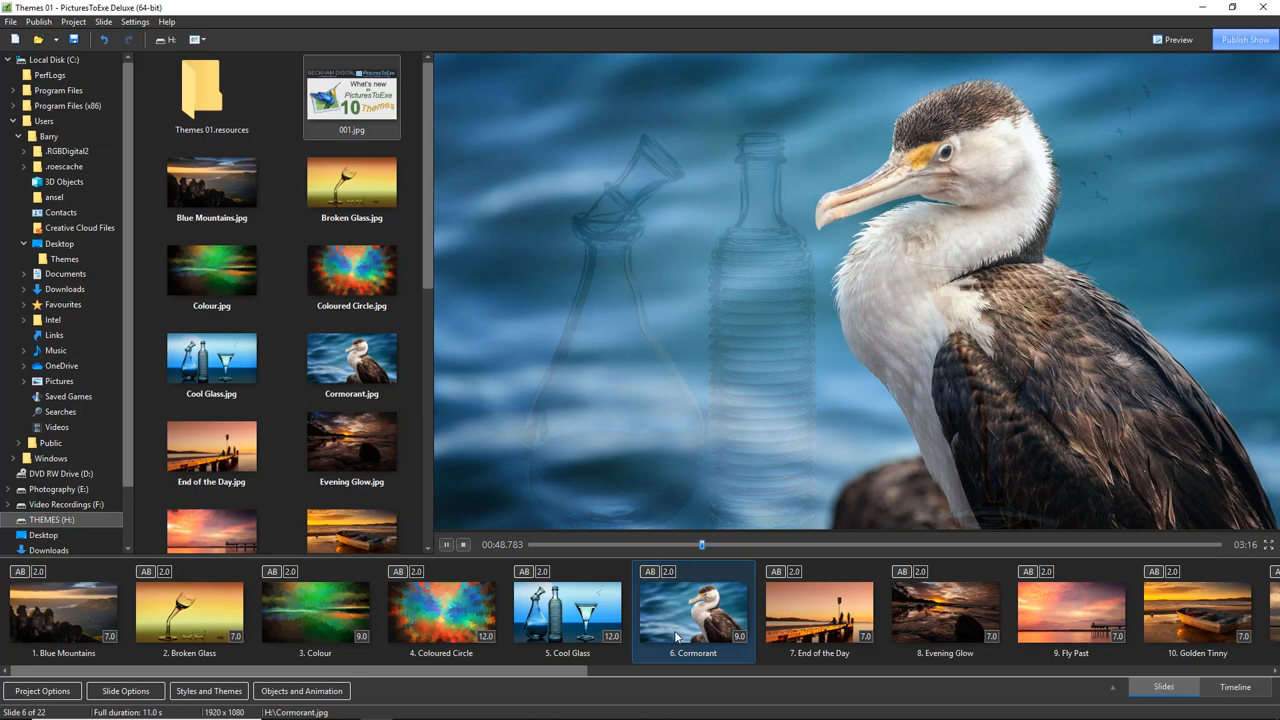 Themes 01 - PicturesToExe Deluxe (64-bit)
File Publish Project Slide Settings Help
H: Preview Publish Show
Local Disk (C:)
PerfLogs
Program Files
Program Files (x86)
Users
Barry
.RGBDigital2
.roescache
3D Objects
ansel
Contacts
Creative Cloud Files
Desktop
Themes
Documents
Downloads
Favourites
Intel
Links
Music
OneDrive
Pictures
Saved Games
Searches
Videos
Public
Windows
DVD RW Drive (D:)
Photography (E:)
Video Recordings (F:)
THEMES (H:)
Desktop
Downloads
BECKHAM DIGITAL PicturesToExe
What's new
in
PicturesToExe
10 Themes
Themes 01.resources 001.jpg
Blue Mountains.jpg Broken Glass.jpg
Colour.jpg Coloured Circle.jpg
Cool Glass.jpg Cormorant.jpg
End of the Day.jpg Evening Glow.jpg
00:48.783 03:16
AB 2.0 AB 2.0 AB 2.0 AB 2.0 AB 2.0 AB 2.0 AB 2.0 AB 2.0 AB 2.0 AB 2.0 AB
7.0 7.0 9.0 12.0 12.0 9.0 7.0 7.0 7.0 7.0
1. Blue Mountains 2. Broken Glass 3. Colour 4. Coloured Circle 5. Cool Glass 6. Cormorant 7. End of the Day 8. Evening Glow 9. Fly Past 10. Golden Tinny
Project Options Slide Options Styles and Themes Objects and Animation Slides Timeline
Slide 6 of 22 Full duration: 11.0 s 1920 x 1080 H:\Cormorant.jpg